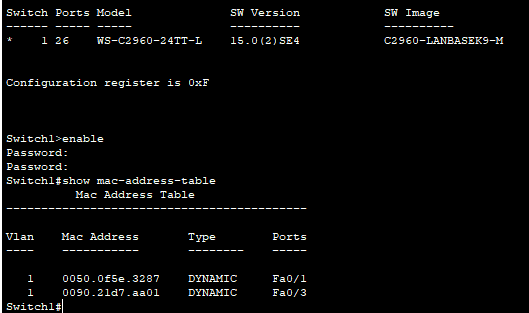 Switch Ports Model              SW Version            SW Image
------ ----- -----              ----------            ----------
*    1 26    WS-C2960-24TT-L    15.0(2)SE4            C2960-LANBASEK9-M
Configuration register is 0xF
Switch1>enable
Password:
Password:
Switch1#show mac-address-table
          Mac Address Table
-------------------------------------------
Vlan    Mac Address       Type        Ports
----    -----------       --------    -----
   1    0050.0f5e.3287    DYNAMIC     Fa0/1
   1    0090.21d7.aa01    DYNAMIC     Fa0/3
Switch1#